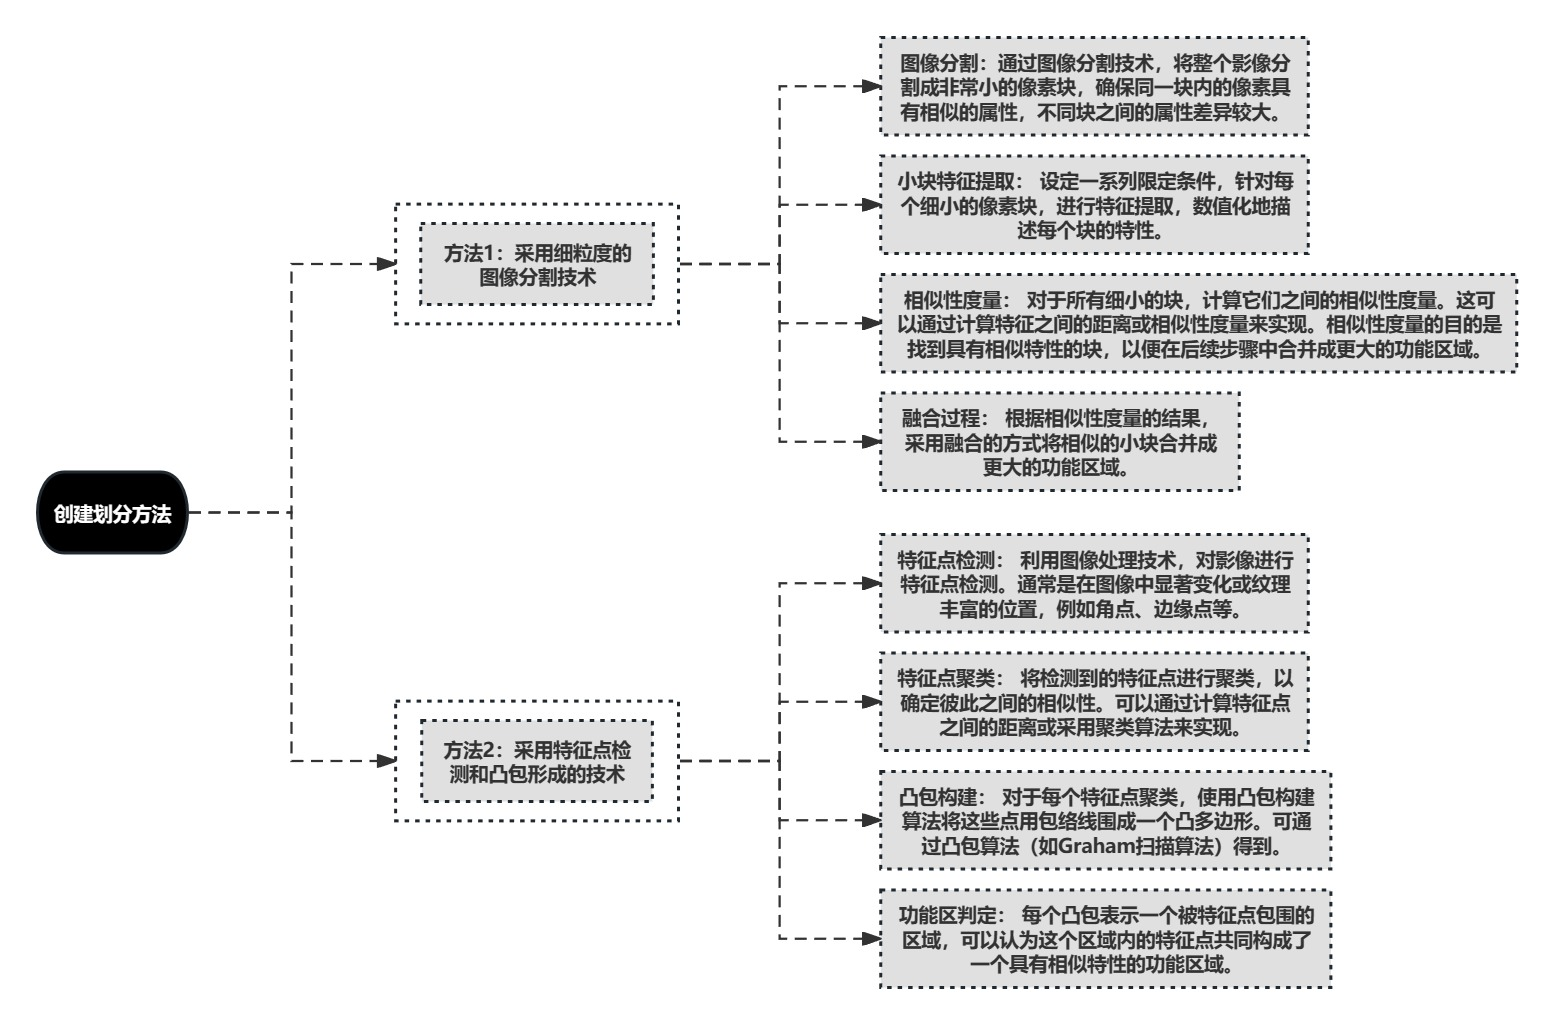 创建划分方法
方法1：采用细粒度的
图像分割技术
图像分割：通过图像分割技术，将整个影像分
割成非常小的像素块，确保同一块内的像素具
有相似的属性，不同块之间的属性差异较大。
小块特征提取： 设定一系列限定条件，针对每
个细小的像素块，进行特征提取，数值化地描
述每个块的特性。
相似性度量： 对于所有细小的块，计算它们之间的相似性度量。这可
以通过计算特征之间的距离或相似性度量来实现。相似性度量的目的是
找到具有相似特性的块，以便在后续步骤中合并成更大的功能区域。
融合过程： 根据相似性度量的结果，
采用融合的方式将相似的小块合并成
更大的功能区域。
方法2：采用特征点检
测和凸包形成的技术
特征点检测： 利用图像处理技术，对影像进行
特征点检测。通常是在图像中显著变化或纹理
丰富的位置，例如角点、边缘点等。
特征点聚类： 将检测到的特征点进行聚类，以
确定彼此之间的相似性。可以通过计算特征点
之间的距离或采用聚类算法来实现。
凸包构建： 对于每个特征点聚类，使用凸包构建
算法将这些点用包络线围成一个凸多边形。可通
过凸包算法（如Graham扫描算法）得到。
功能区判定： 每个凸包表示一个被特征点包围的
区域，可以认为这个区域内的特征点共同构成了
一个具有相似特性的功能区域。